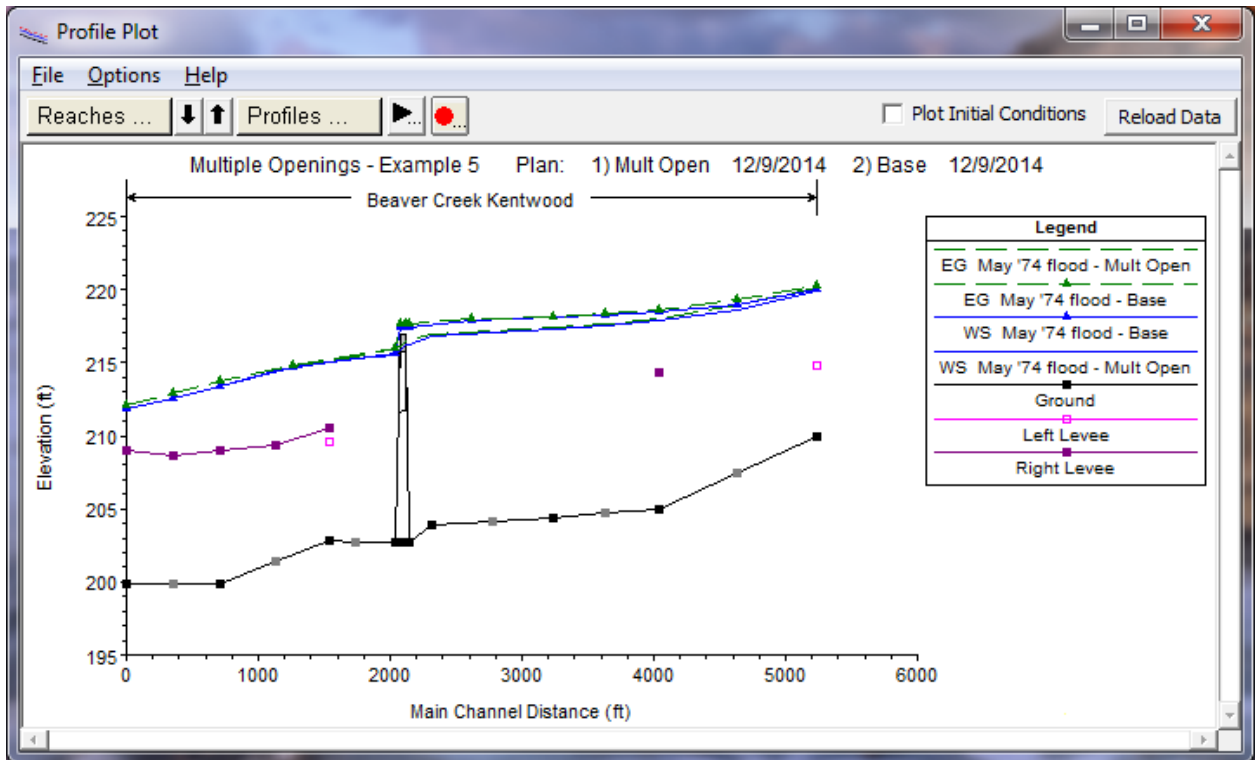 Profile Plot
File Options Help
Reaches ... Profiles ... ... ... Plot Initial Conditions Reload Data
Multiple Openings - Example 5 Plan: 1) Mult Open 12/9/2014 2) Base 12/9/2014
Beaver Creek Kentwood
Legend
EG May '74 flood - Mult Open
EG May '74 flood - Base
WS May '74 flood - Base
WS May '74 flood - Mult Open
Ground
Left Levee
Right Levee
Elevation (ft)
225
220
215
210
205
200
195
0 1000 2000 3000 4000 5000 6000
Main Channel Distance (ft)